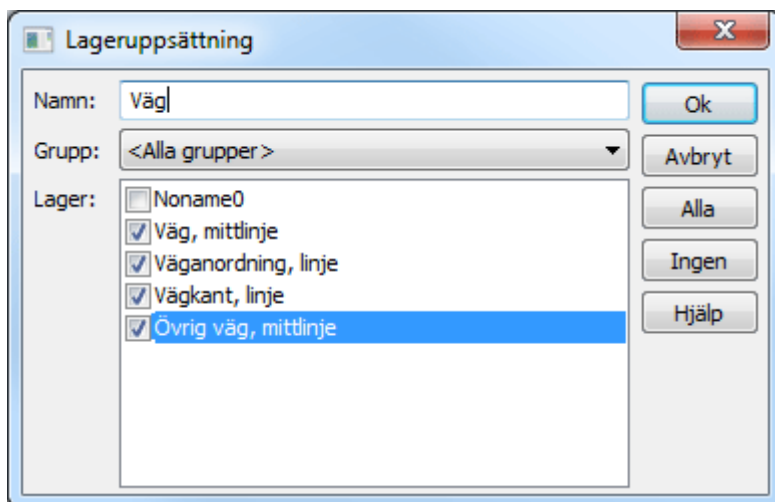 Lageruppsättning
Namn: Väg Ok
Grupp: <Alla grupper> Avbryt
Lager: Noname0 Alla
Väg, mittlinje
Väganordning, linje Ingen
Vägkant, linje Hjälp
Övrig väg, mittlinje